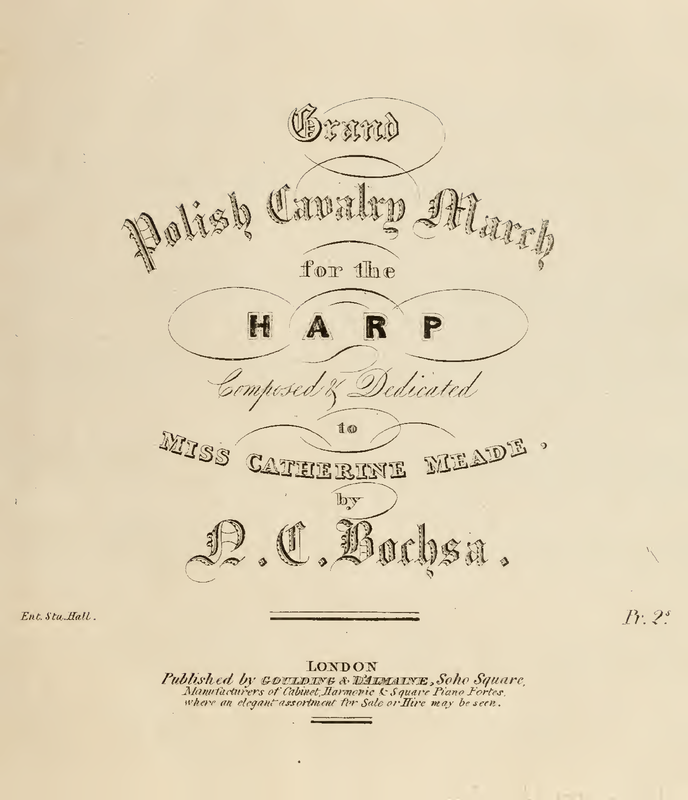 Grand
Polish Cavalry March
for the
HARP
Composed & Dedicated
to
MISS CATHERINE MEADE,
by
N. C. Bochsa.
Ent. Sta. Hall.
Pr. 2s
LONDON
Published by GOULDING & D'ALMAINE, Soho Square,
Manufacturers of Cabinet, Harmonic & Square Piano Fortes,
where an elegant assortment for Sale or Hire may be seen.